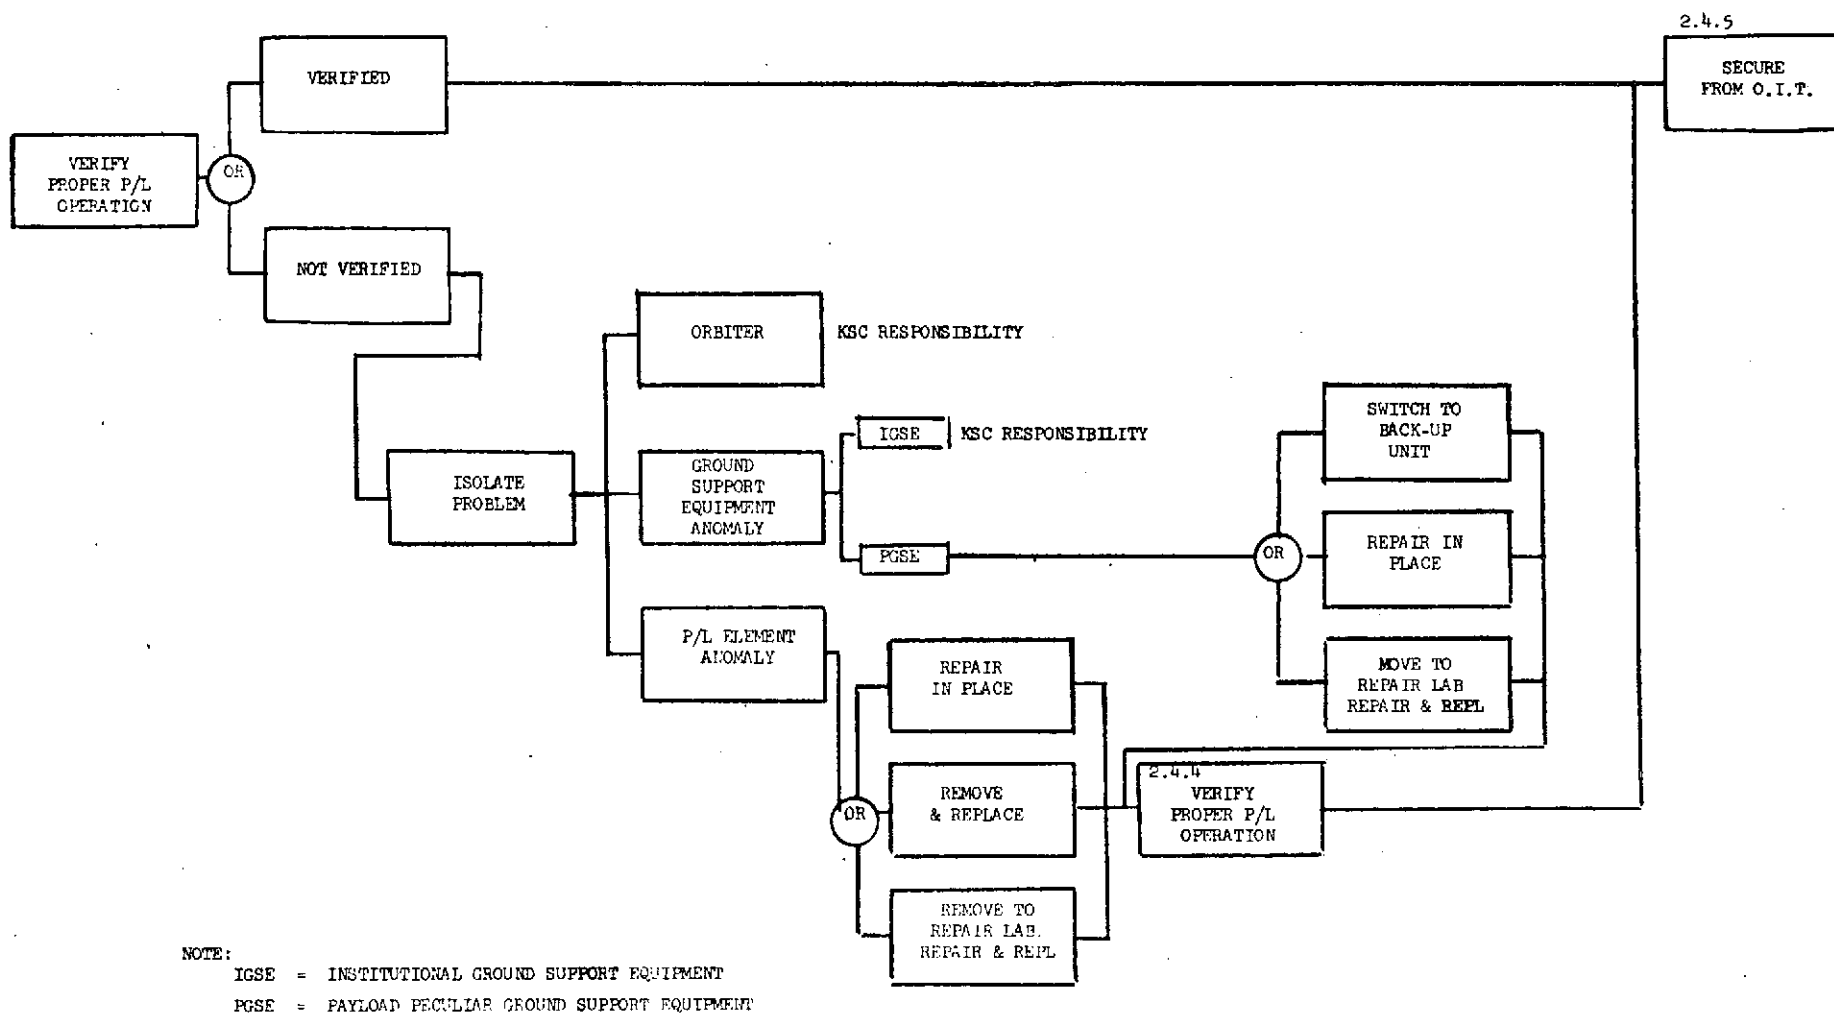 2.4.5
SECURE
FROM O.I.T.
VERIFIED
VERIFY
PROPER P/L
OPERATION
OR
NOT VERIFIED
ORBITER
KSC RESPONSIBILITY
IGSE
KSC RESPONSIBILITY
SWITCH TO
BACK-UP
UNIT
ISOLATE
PROBLEM
GROUND
SUPPORT
EQUIPMENT
ANOMALY
PGSE
OR
REPAIR IN
PLACE
P/L ELEMENT
ANOMALY
REPAIR
IN PLACE
MOVE TO
REPAIR LAB
REPAIR & REPL
OR
REMOVE
& REPLACE
2.4.4
VERIFY
PROPER P/L
OPERATION
REMOVE TO
REPAIR LAB.
REPAIR & REPL
NOTE:
IGSE = INSTITUTIONAL GROUND SUPPORT EQUIPMENT
PGSE = PAYLOAD PECULIAR GROUND SUPPORT EQUIPMENT